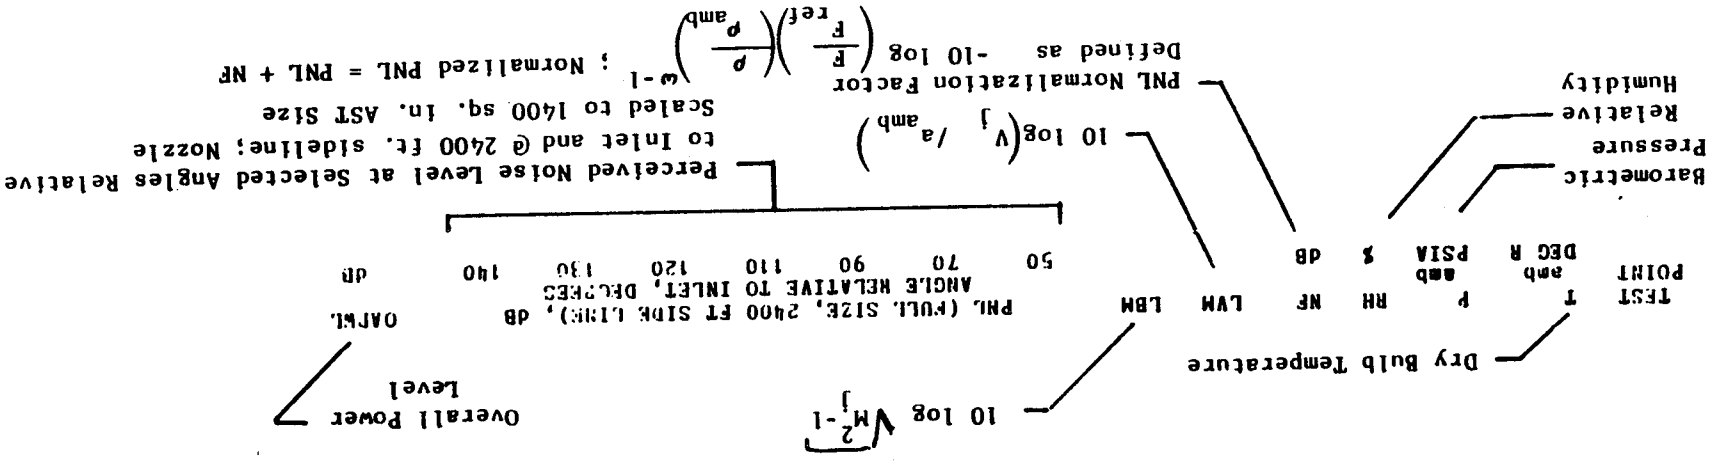 10 log √M_j^2-1
Overall Power
Level
Dry Bulb Temperature
TEST T P RH NF LVM LBM PNL (FULL SIZE, 2400 FT SIDE LINE), dB OAPWL
POINT amb amb ANGLE RELATIVE TO INLET, DEGREES
DEG R PSIA % dB 50 70 90 110 120 130 140 dB
Barometric
Pressure
Relative
Humidity
10 log (V_j /a_amb)
PNL Normalization Factor
Defined as -10 log (F/F_ref)(ρ/ρ_amb)^ω-1 ; Normalized PNL = PNL + NF
Perceived Noise Level at Selected Angles Relative
to Inlet and @ 2400 ft. sideline; Nozzle
Scaled to 1400 sq. in. AST Size